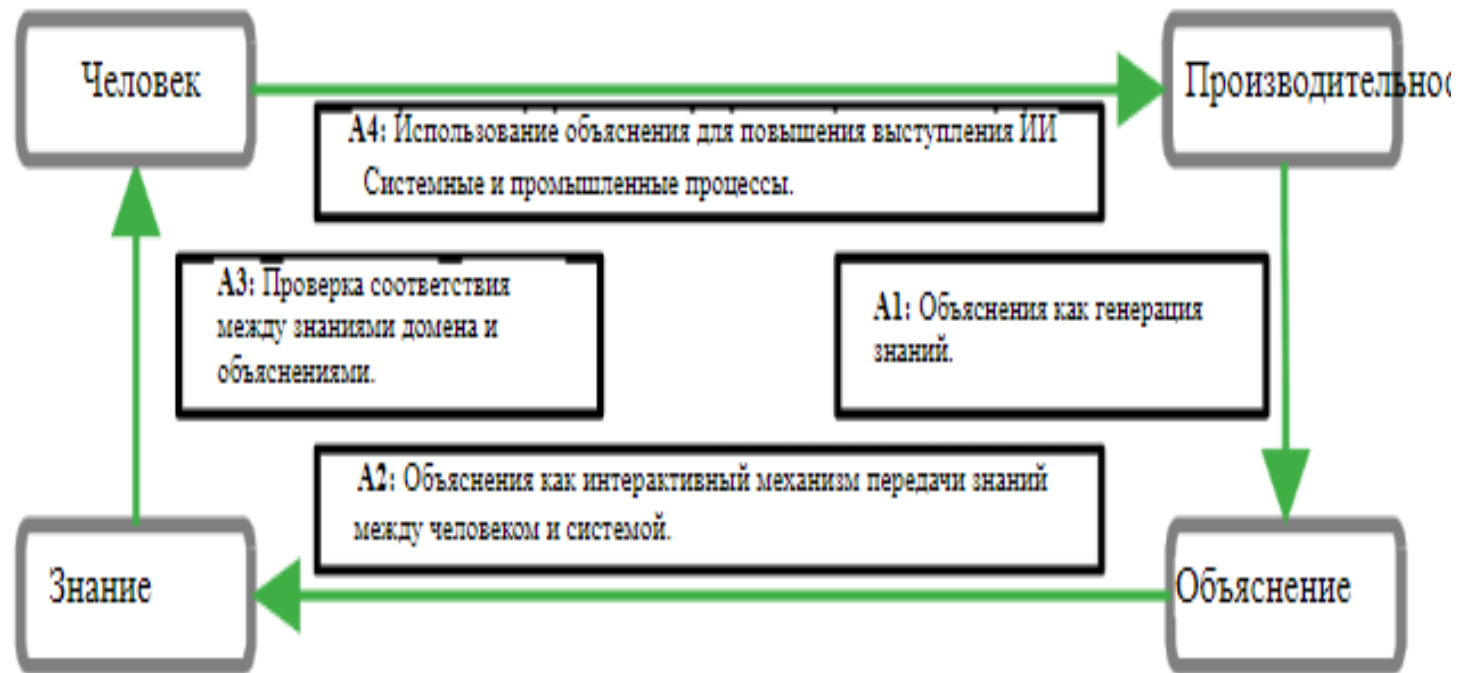 Человек
Производительнос
A4: Использование объяснения для повышения выступления ИИ
Системные и промышленные процессы.
A3: Проверка соответствия
между знаниями домена и
объяснениями.
A1: Объяснения как генерация
знаний.
A2: Объяснения как интерактивный механизм передачи знаний
между человеком и системой.
Знание
Объяснение